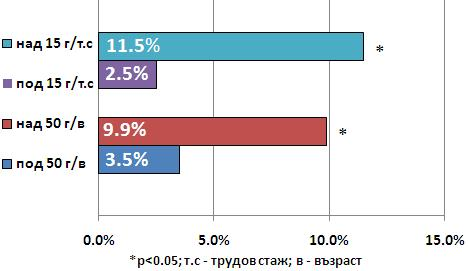 над 15 г/т.с
11.5%
*
под 15 г/т.с
2.5%
над 50 г/в
9.9%
*
под 50 г/в
3.5%
0.0% 5.0% 10.0% 15.0%
*p<0.05; т.с - трудов стаж; в - възраст